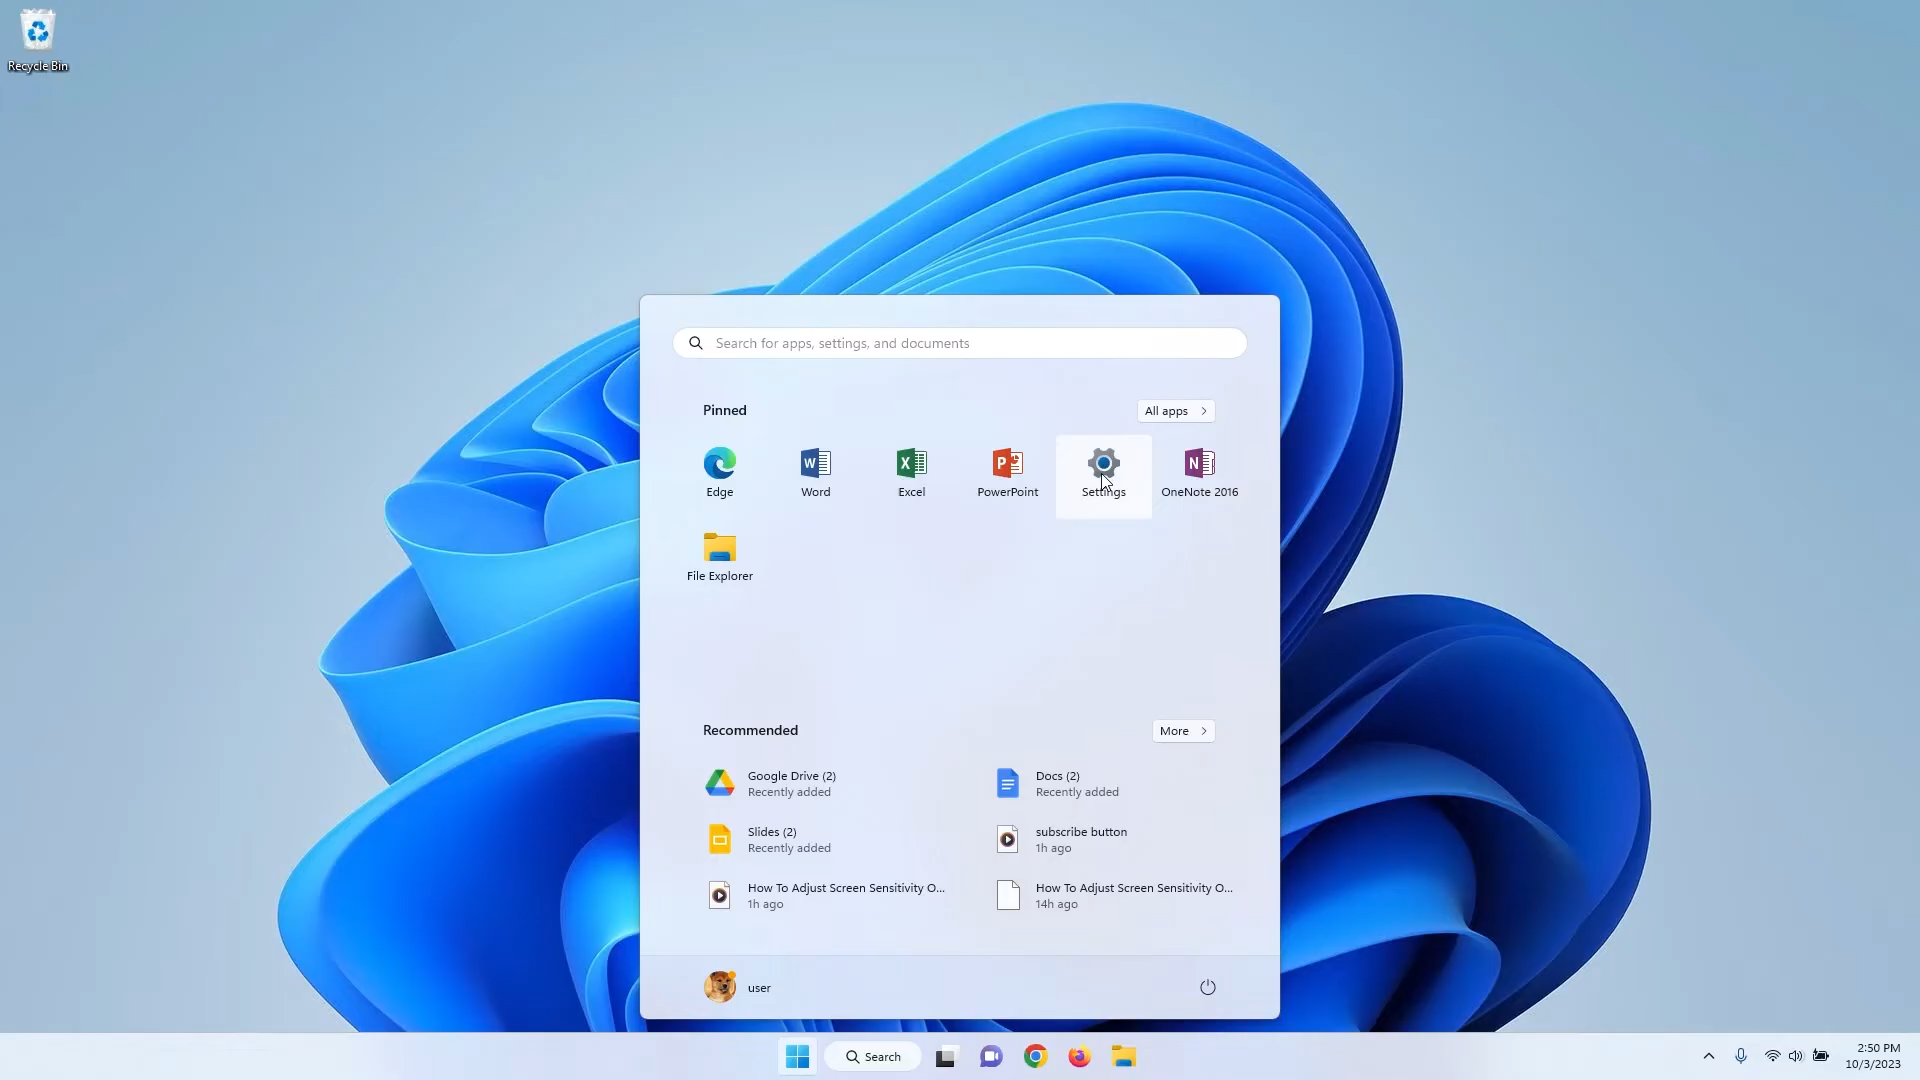 Recycle Bin
Search for apps, settings, and documents
Pinned
All apps
Edge
Word
Excel
PowerPoint
Settings
OneNote 2016
File Explorer
Recommended
More
Google Drive (2)
Recently added
Docs (2)
Recently added
Slides (2)
Recently added
subscribe button
1h ago
How To Adjust Screen Sensitivity O...
1h ago
How To Adjust Screen Sensitivity O...
14h ago
user
Search
2:50 PM
10/3/2023